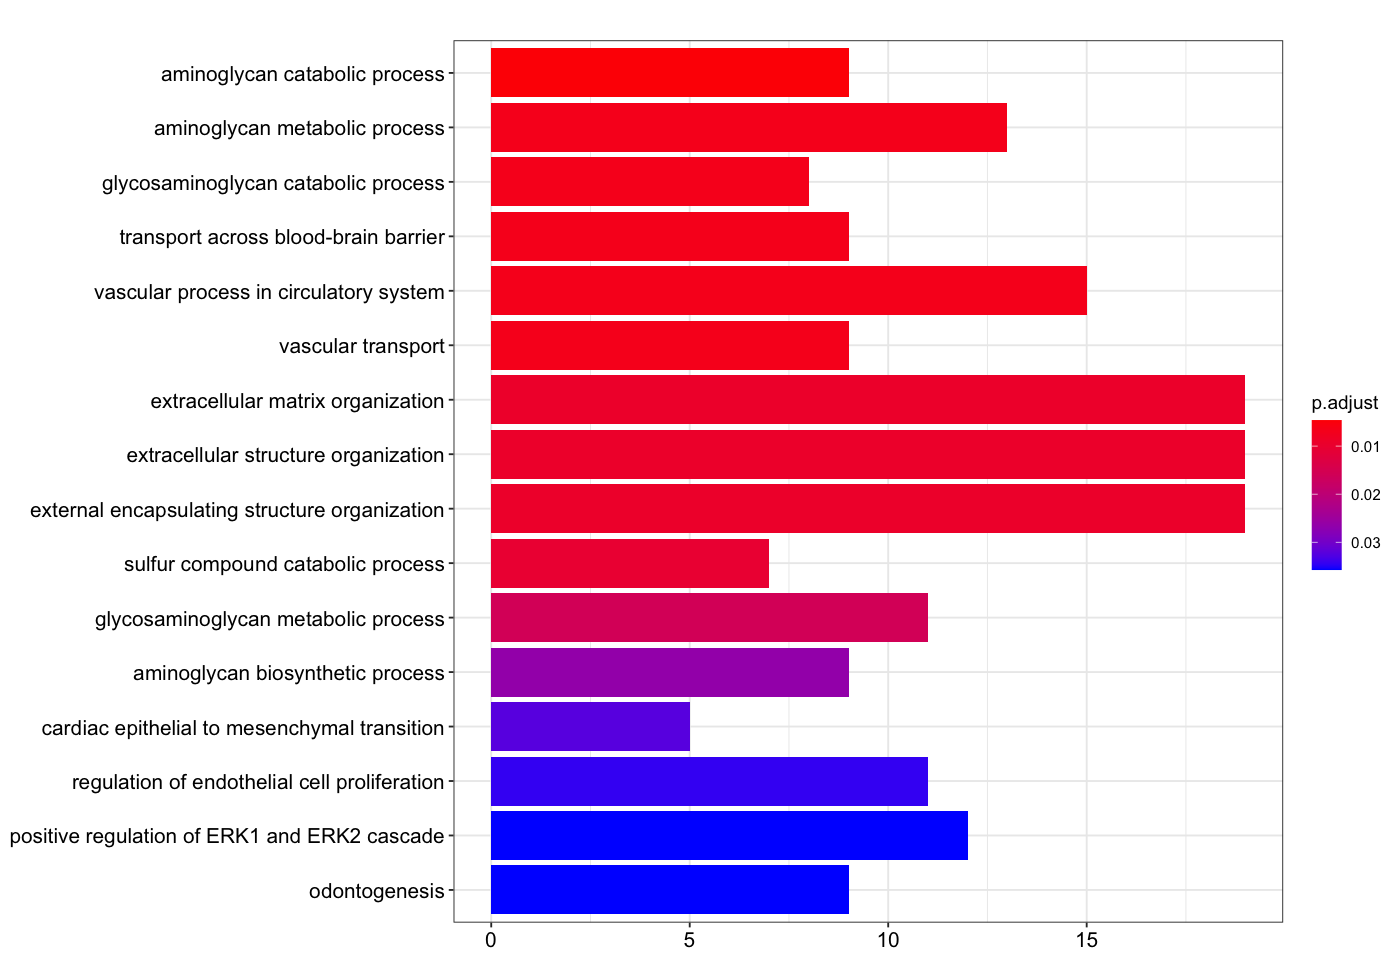 aminoglycan catabolic process
aminoglycan metabolic process
glycosaminoglycan catabolic process
transport across blood-brain barrier
vascular process in circulatory system
vascular transport
extracellular matrix organization
extracellular structure organization
external encapsulating structure organization
sulfur compound catabolic process
glycosaminoglycan metabolic process
aminoglycan biosynthetic process
cardiac epithelial to mesenchymal transition
regulation of endothelial cell proliferation
positive regulation of ERK1 and ERK2 cascade
odontogenesis
0 5 10 15
p.adjust
0.01
0.02
0.03